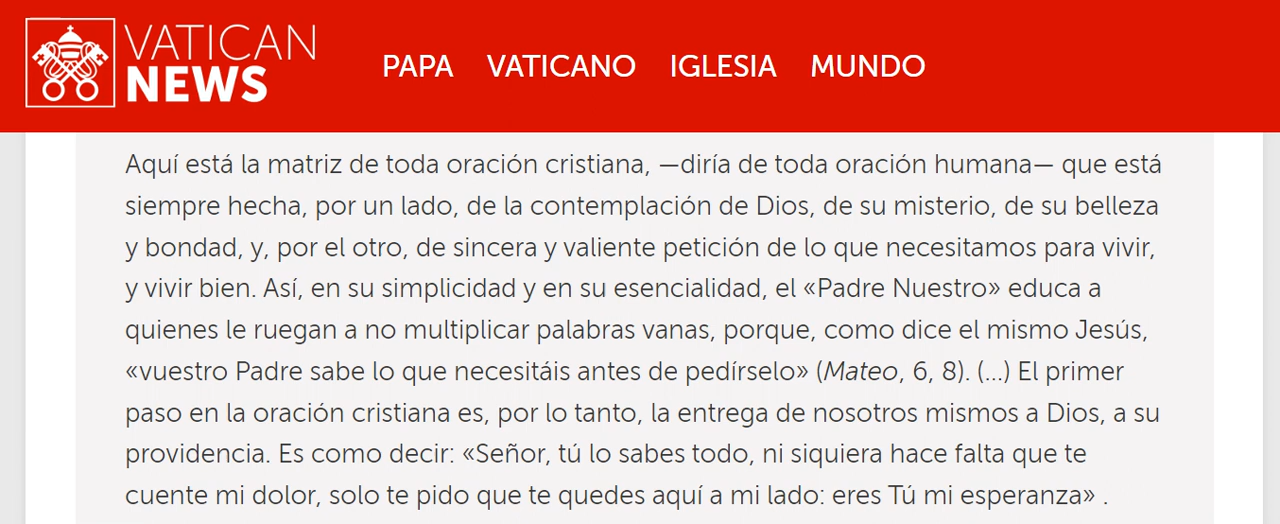 VATICAN
NEWS
PAPA VATICANO IGLESIA MUNDO
Aquí está la matriz de toda oración cristiana, —diría de toda oración humana— que está
siempre hecha, por un lado, de la contemplación de Dios, de su misterio, de su belleza
y bondad, y, por el otro, de sincera y valiente petición de lo que necesitamos para vivir,
y vivir bien. Así, en su simplicidad y en su esencialidad, el «Padre Nuestro» educa a
quienes le ruegan a no multiplicar palabras vanas, porque, como dice el mismo Jesús,
«vuestro Padre sabe lo que necesitáis antes de pedírselo» (Mateo, 6, 8). (...) El primer
paso en la oración cristiana es, por lo tanto, la entrega de nosotros mismos a Dios, a su
providencia. Es como decir: «Señor, tú lo sabes todo, ni siquiera hace falta que te
cuente mi dolor, solo te pido que te quedes aquí a mi lado: eres Tú mi esperanza» .